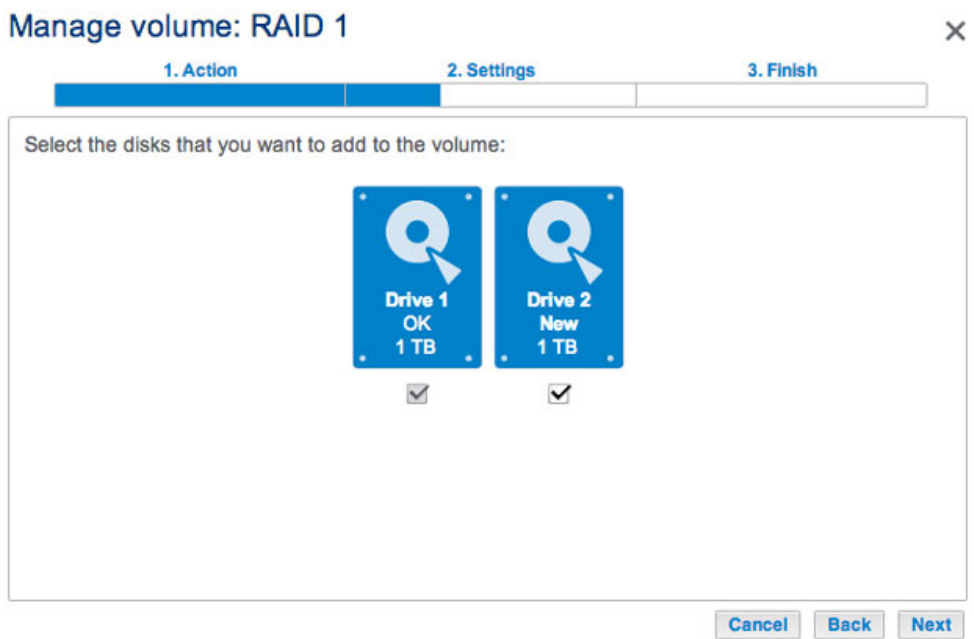 Manage volume: RAID 1
1. Action 2. Settings 3. Finish
Select the disks that you want to add to the volume:
Drive 1 Drive 2
OK New
1 TB 1 TB
Cancel Back Next